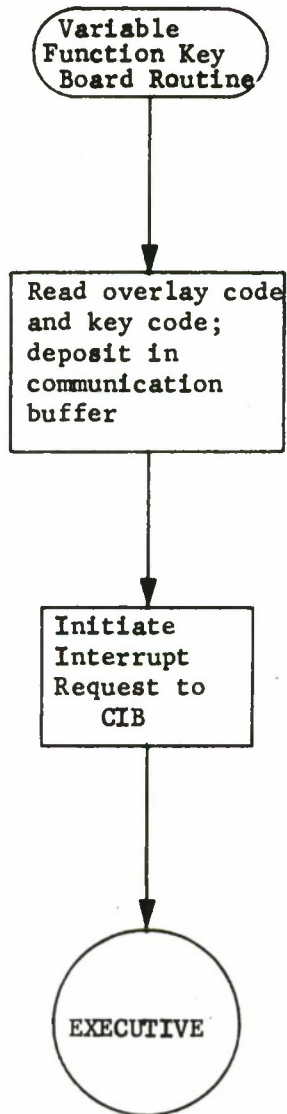 Variable
Function Key
Board Routine
Read overlay code
and key code;
deposit in
communication
buffer
Initiate
Interrupt
Request to
CIB
EXECUTIVE